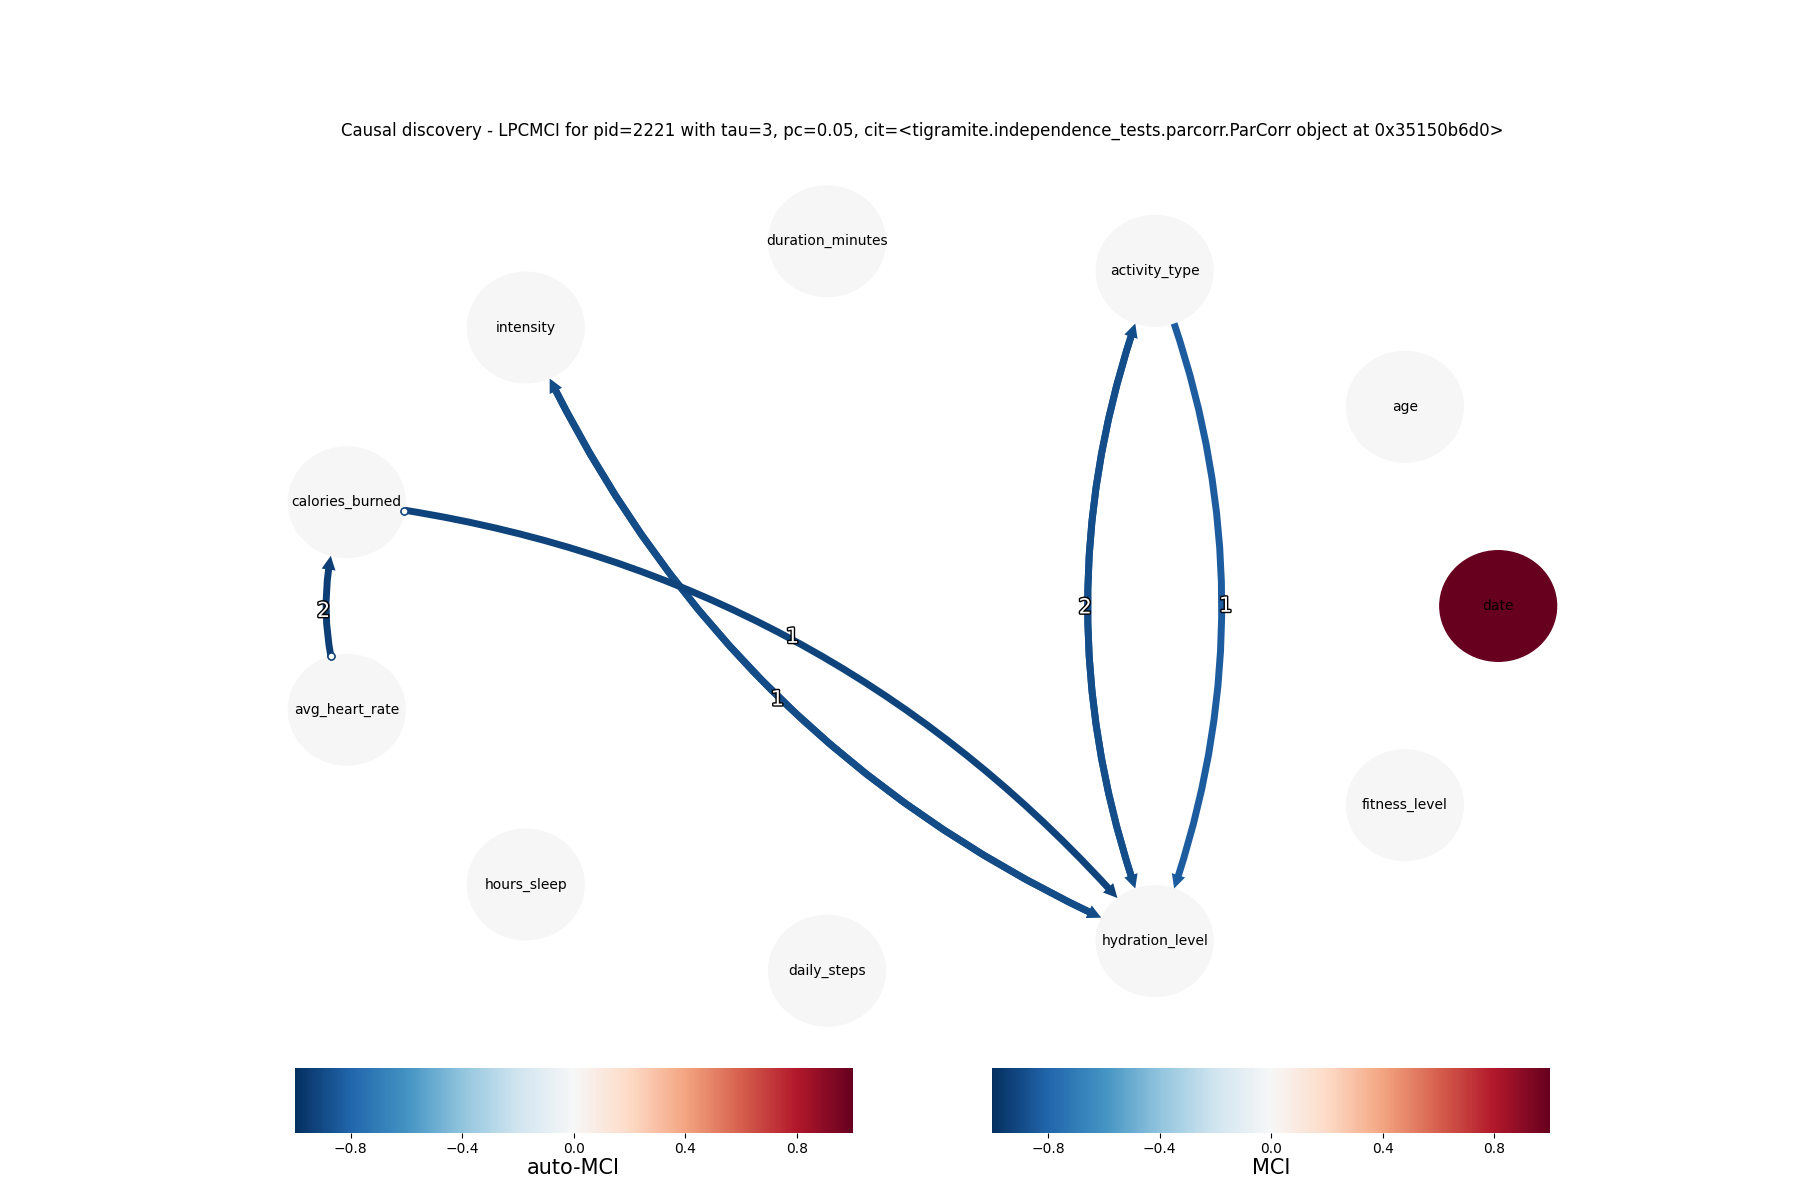 Causal discovery - LPCMCI for pid=2221 with tau=3, pc=0.05, cit=<tigramite.independence_tests.parcorr.ParCorr object at 0x35150b6d0>
duration_minutes
activity_type
intensity
age
calories_burned
date
2
1
2
1
1
avg_heart_rate
fitness_level
hours_sleep
hydration_level
daily_steps
−0.8 −0.4 0.0 0.4 0.8
auto-MCI
−0.8 −0.4 0.0 0.4 0.8
MCI